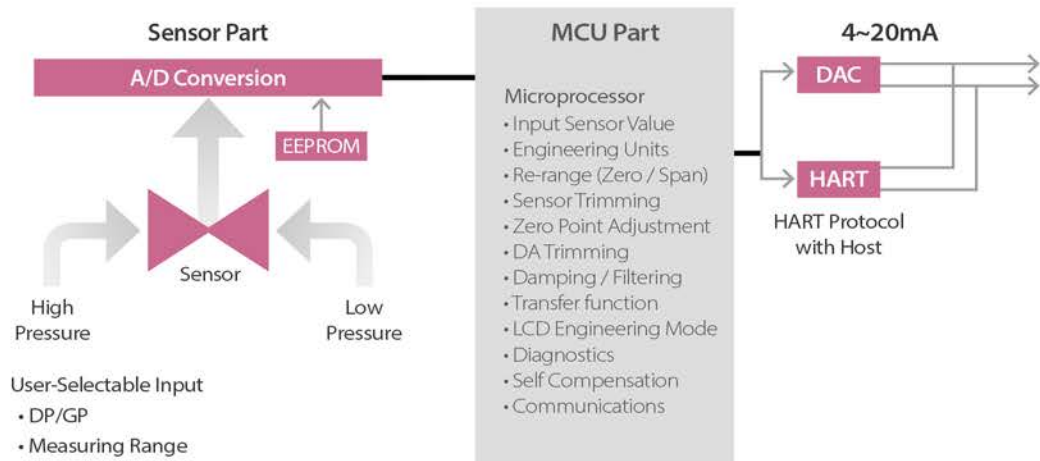 Sensor Part
A/D Conversion
EEPROM
Sensor
High
Pressure
Low
Pressure
User-Selectable Input
• DP/GP
• Measuring Range
MCU Part
Microprocessor
• Input Sensor Value
• Engineering Units
• Re-range (Zero / Span)
• Sensor Trimming
• Zero Point Adjustment
• DA Trimming
• Damping / Filtering
• Transfer function
• LCD Engineering Mode
• Diagnostics
• Self Compensation
• Communications
4~20mA
DAC
HART
HART Protocol
with Host